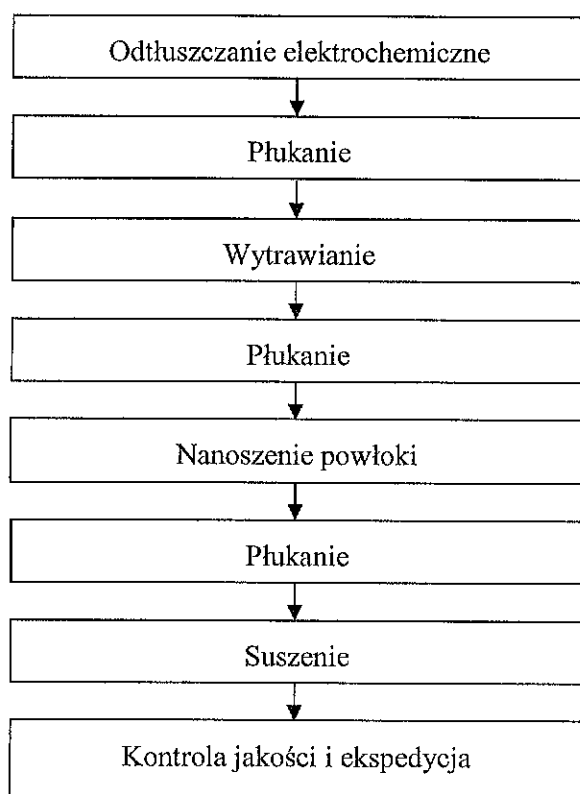 Odtłuszczanie elektrochemiczne
Płukanie
Wytrawianie
Płukanie
Nanoszenie powłoki
Płukanie
Suszenie
Kontrola jakości i ekspedycja